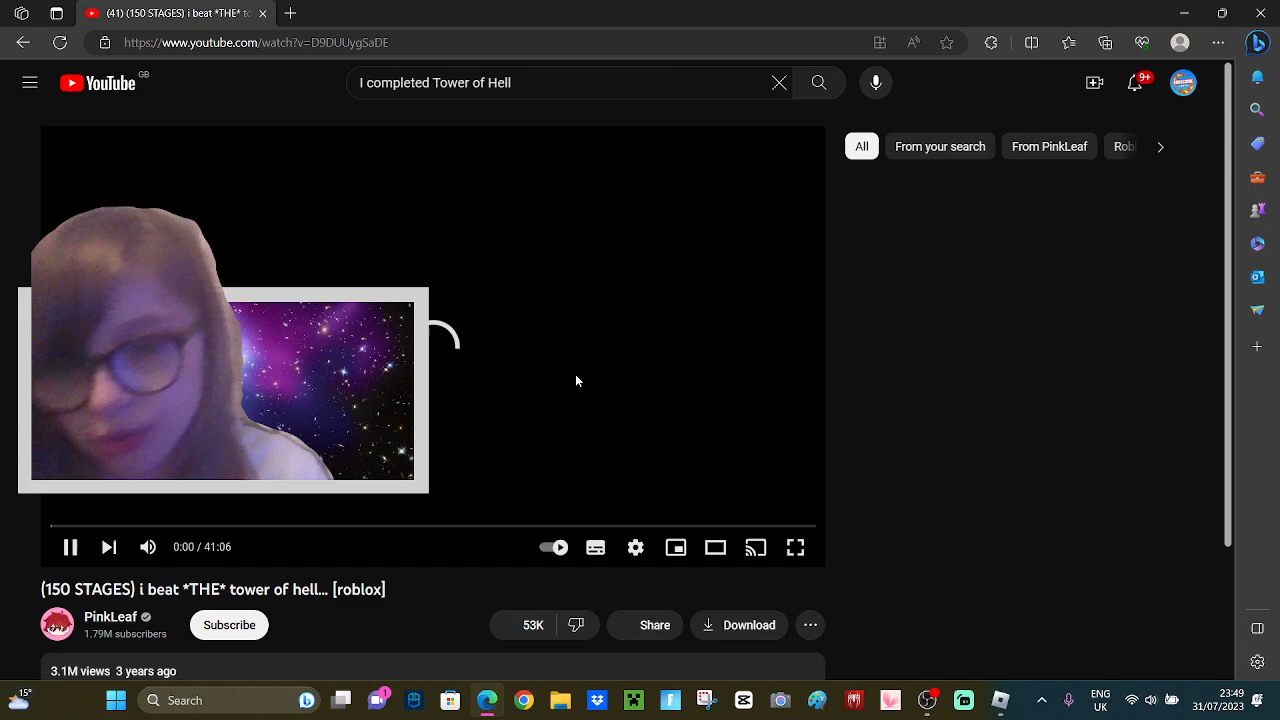 (41) (150 STAGES) i beat *THE* to
https://www.youtube.com/watch?v=D9DUUygSaDE
YouTube GB
I completed Tower of Hell
9+
All
From your search
From PinkLeaf
Robl
0:00 / 41:06
(150 STAGES) i beat *THE* tower of hell... [roblox]
PinkLeaf
1.79M subscribers
Subscribe
53K
Share
Download
3.1M views 3 years ago
15°
Search
1
ENG
UK
23:49
31/07/2023